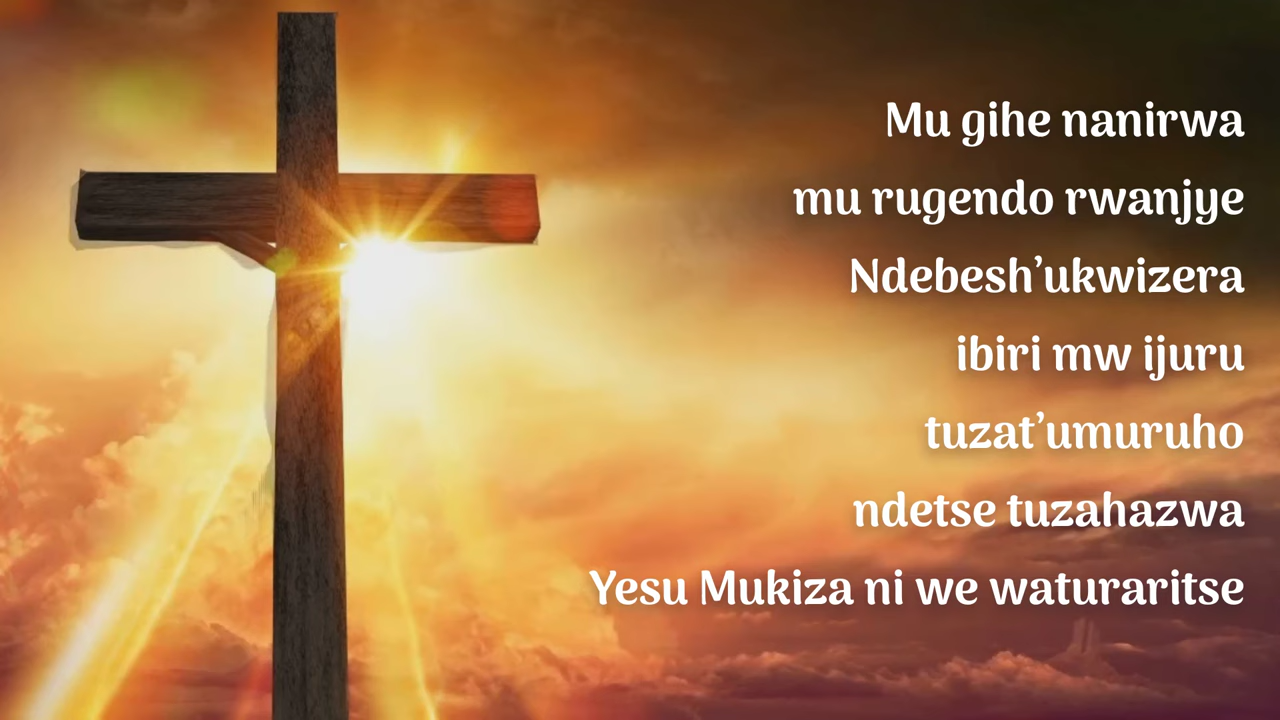 Mu gihe nanirwa
mu rugendo rwanjye
Ndebesh’ukwizera
ibiri mw ijuru
tuzat’umuruho
ndetse tuzahazwa
Yesu Mukiza ni we waturaritse